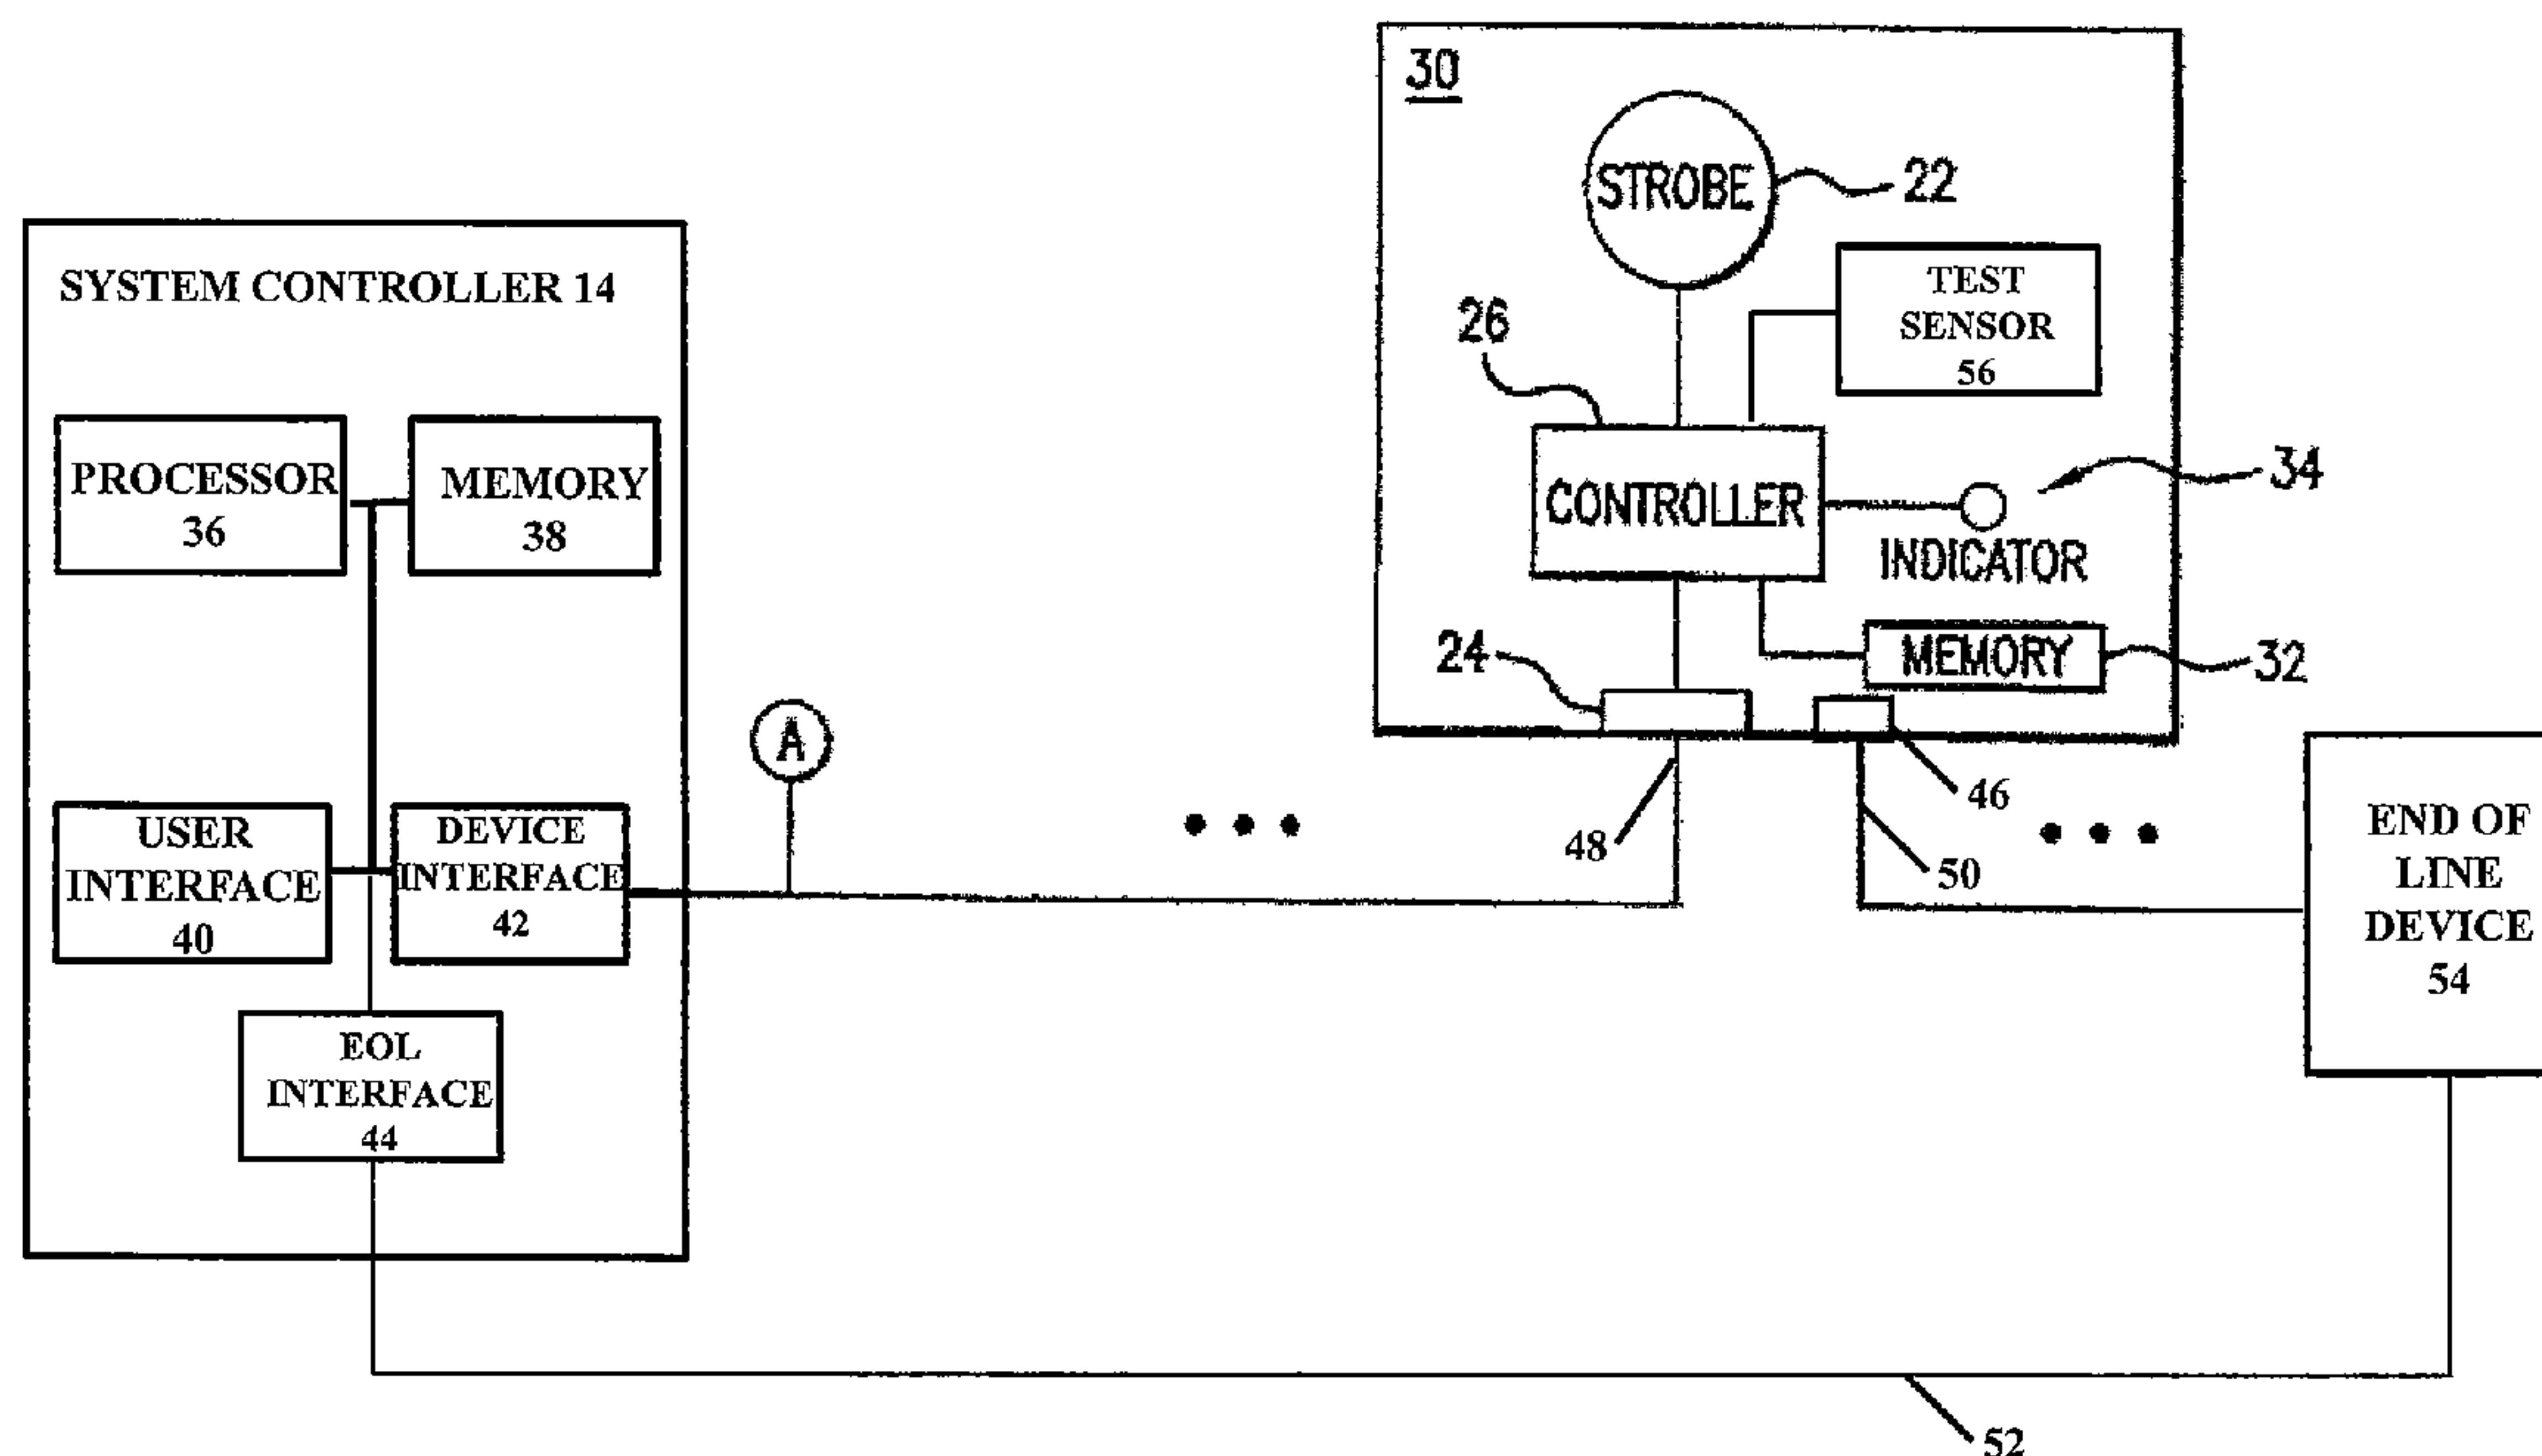 SYSTEM CONTROLLER 14
PROCESSOR
36
MEMORY
38
USER
INTERFACE
40
DEVICE
INTERFACE
42
EOL
INTERFACE
44
A
30
STROBE
22
TEST
SENSOR
56
26
CONTROLLER
34
INDICATOR
24
MEMORY
32
46
48
50
END OF
LINE
DEVICE
54
52